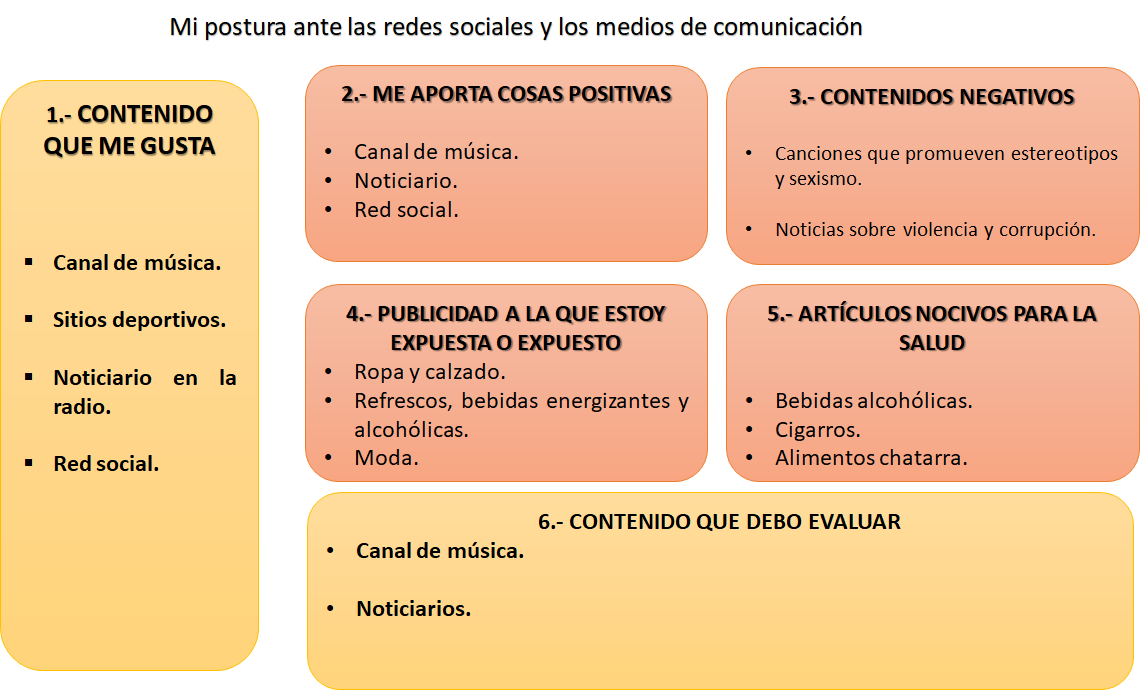 Mi postura ante las redes sociales y los medios de comunicación
1.- CONTENIDO
QUE ME GUSTA
▪ Canal de música.
▪ Sitios deportivos.
▪ Noticiario en la
radio.
▪ Red social.
2.- ME APORTA COSAS POSITIVAS
• Canal de música.
• Noticiario.
• Red social.
3.- CONTENIDOS NEGATIVOS
• Canciones que promueven estereotipos
y sexismo.
• Noticias sobre violencia y corrupción.
4.- PUBLICIDAD A LA QUE ESTOY
EXPUESTA O EXPUESTO
• Ropa y calzado.
• Refrescos, bebidas energizantes y
alcohólicas.
• Moda.
5.- ARTÍCULOS NOCIVOS PARA LA
SALUD
• Bebidas alcohólicas.
• Cigarros.
• Alimentos chatarra.
6.- CONTENIDO QUE DEBO EVALUAR
• Canal de música.
• Noticiarios.